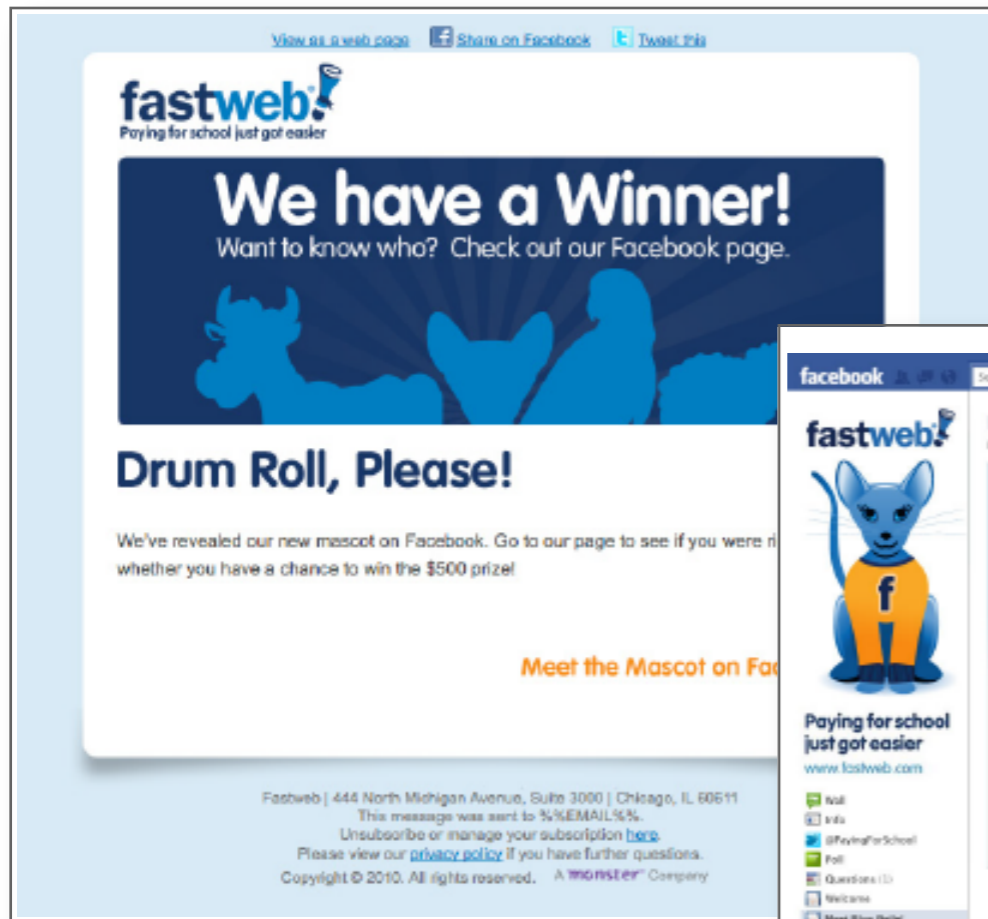 View as a web page Share on Facebook Tweet this
fastweb!
Paying for school just got easier
We have a Winner!
Want to know who? Check out our Facebook page.
Drum Roll, Please!
We've revealed our new mascot on Facebook. Go to our page to see if you were
whether you have a chance to win the $500 prize!
Meet the Mascot on
Fastweb | 444 North Michigan Avenue, Suite 3000 | Chicago, IL 60611
This message was sent to %%EMAIL%%.
Unsubscribe or manage your subscription here.
Please view our privacy policy if you have further questions.
Copyright © 2010. All rights reserved. A monster Company
facebook
fastweb!
f
Paying for school
just got easier
www.fastweb.com
Wall
Info
@PayingForSchool
Poll
Questions (1)
Welcome